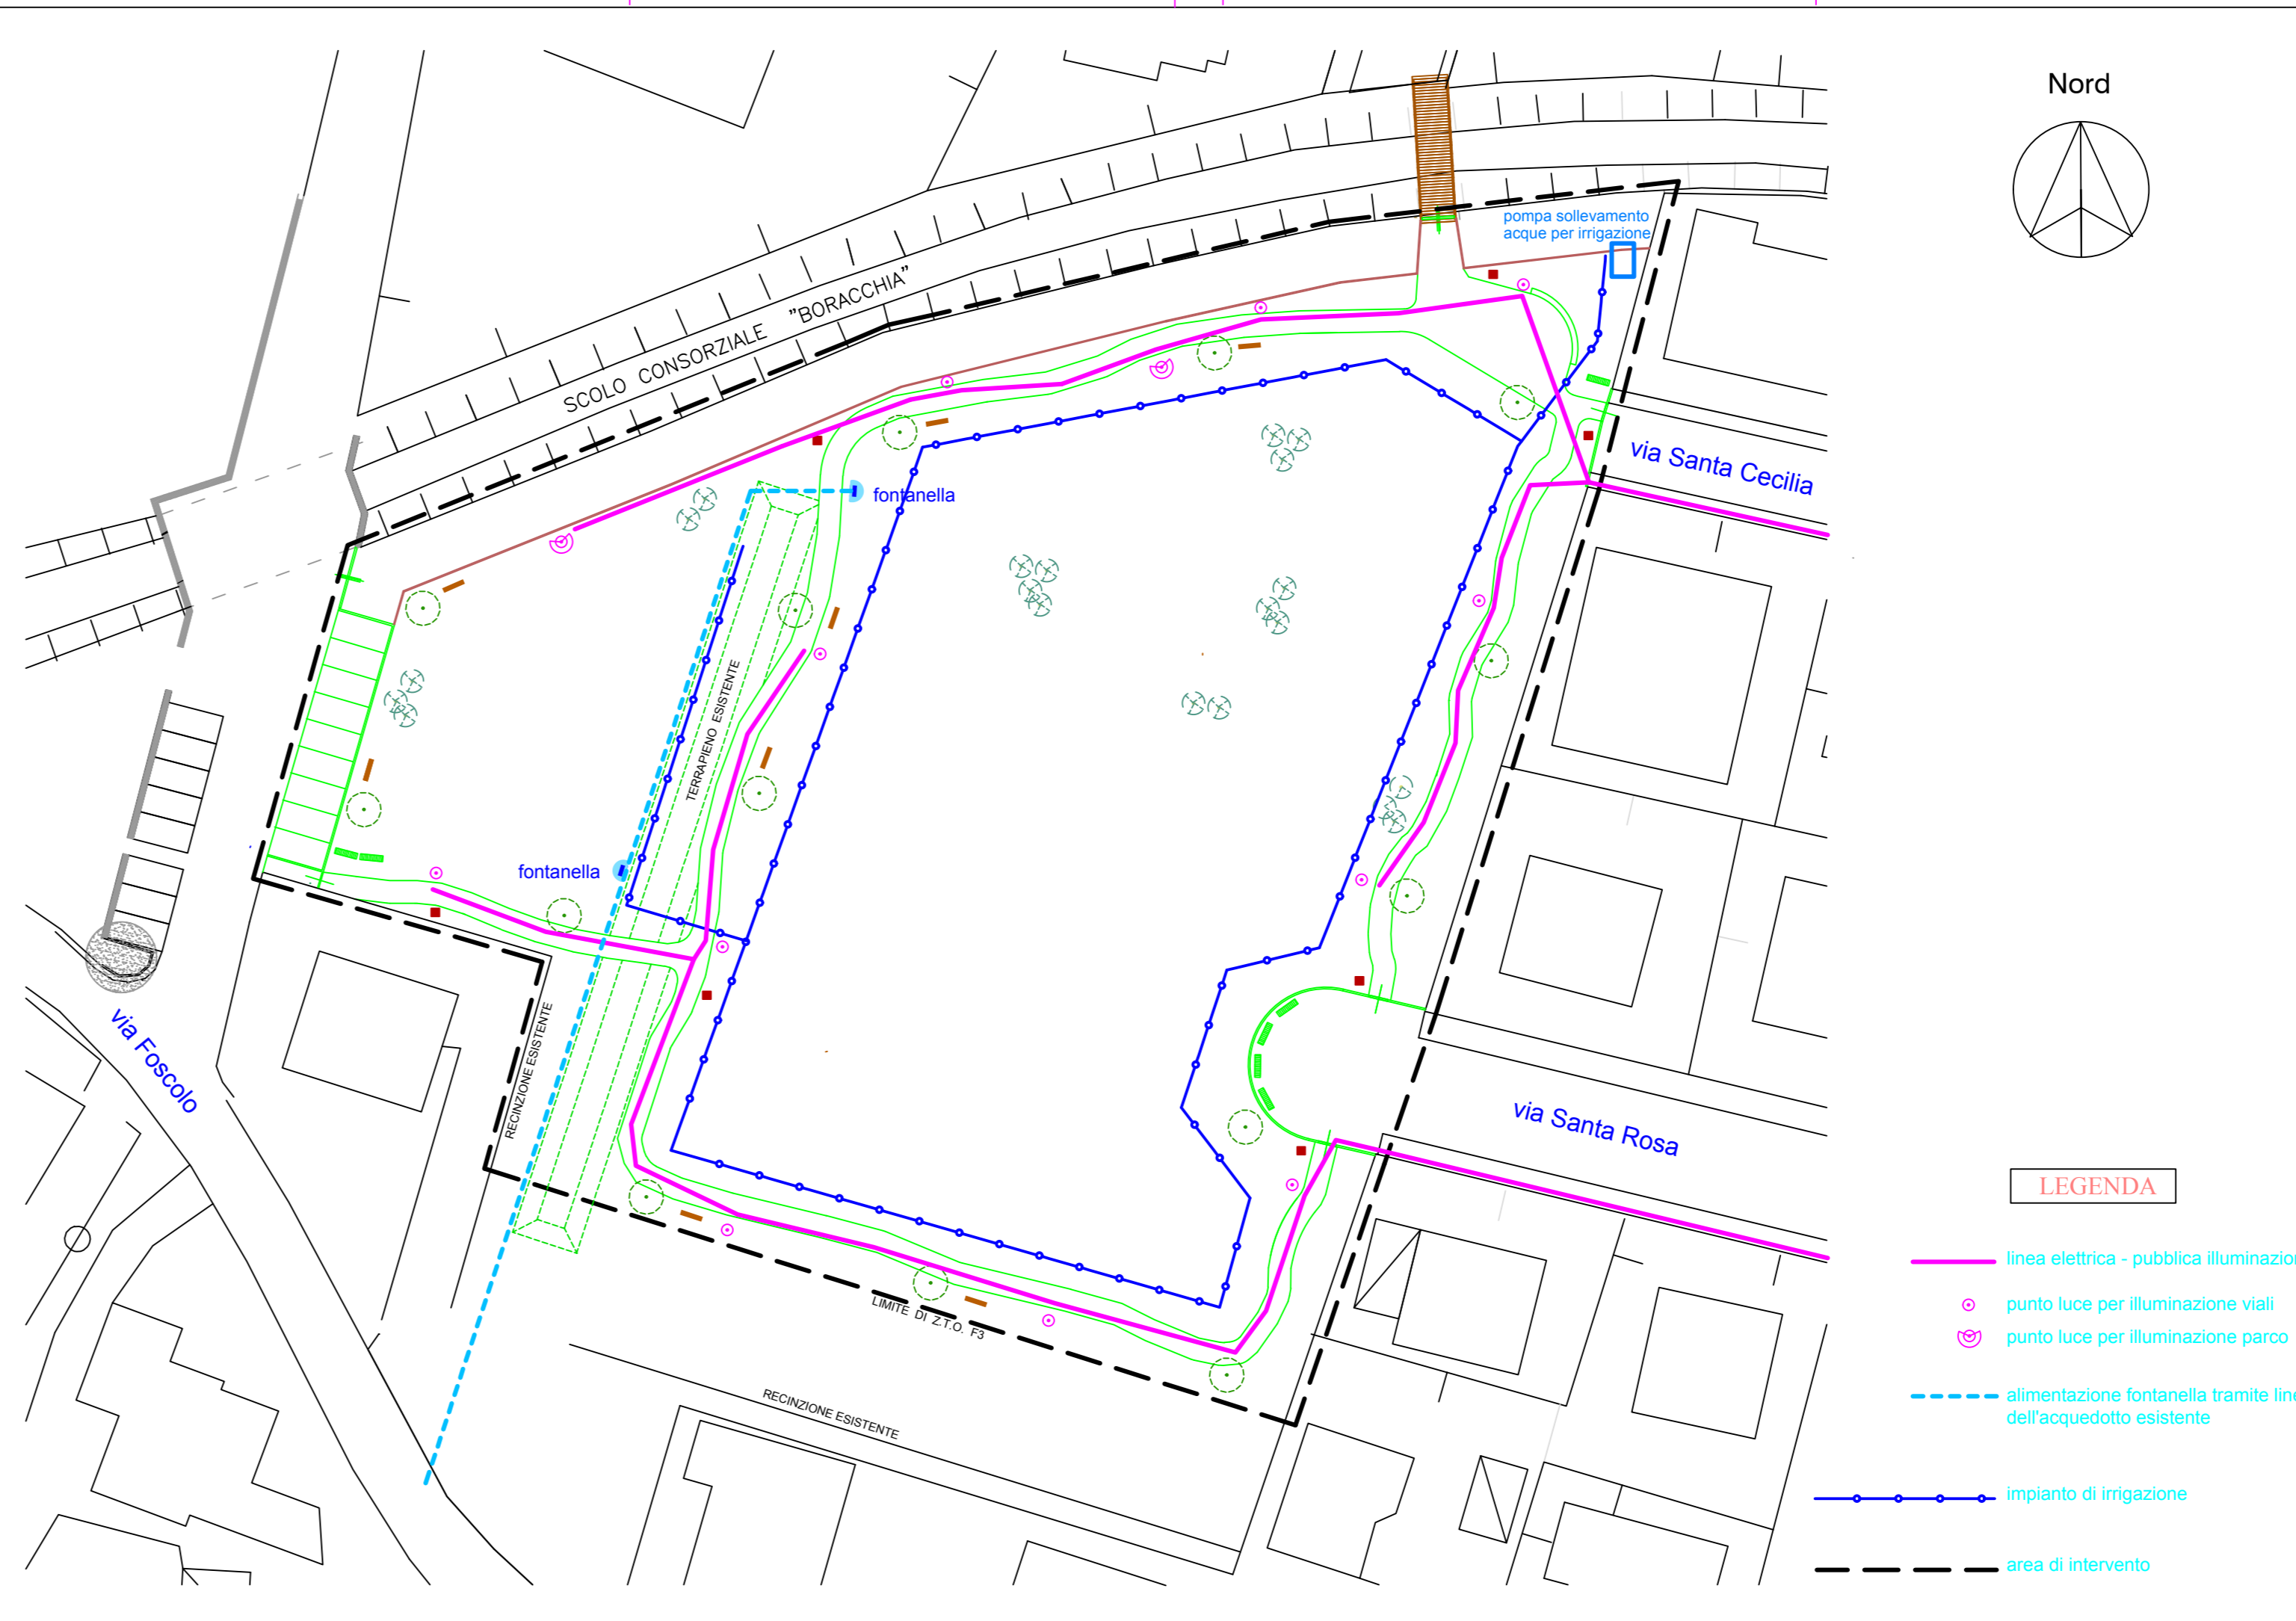 Nord
pompa sollevamento
acque per irrigazione
SCOLO CONSORZIALE "BORACCHIA"
via Santa Cecilia
fontanella
TERRAPIENO ESISTENTE
fontanella
via Foscolo
RECINZIONE ESISTENTE
via Santa Rosa
LIMITE DI Z.T.O. F3
RECINZIONE ESISTENTE
LEGENDA
linea elettrica - pubblica illuminazion
punto luce per illuminazione viali
punto luce per illuminazione parco
alimentazione fontanella tramite line
dell'acquedotto esistente
impianto di irrigazione
area di intervento